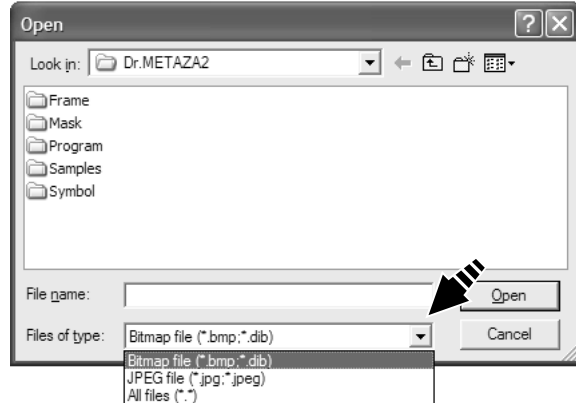 Open
Look in: Dr.METAZA2
Frame
Mask
Program
Samples
Symbol
File name: Open
Files of type: Bitmap file (*.bmp;*.dib) Cancel
Bitmap file (*.bmp;*.dib)
JPEG file (*.jpg;*.jpeg)
All files (*.*)